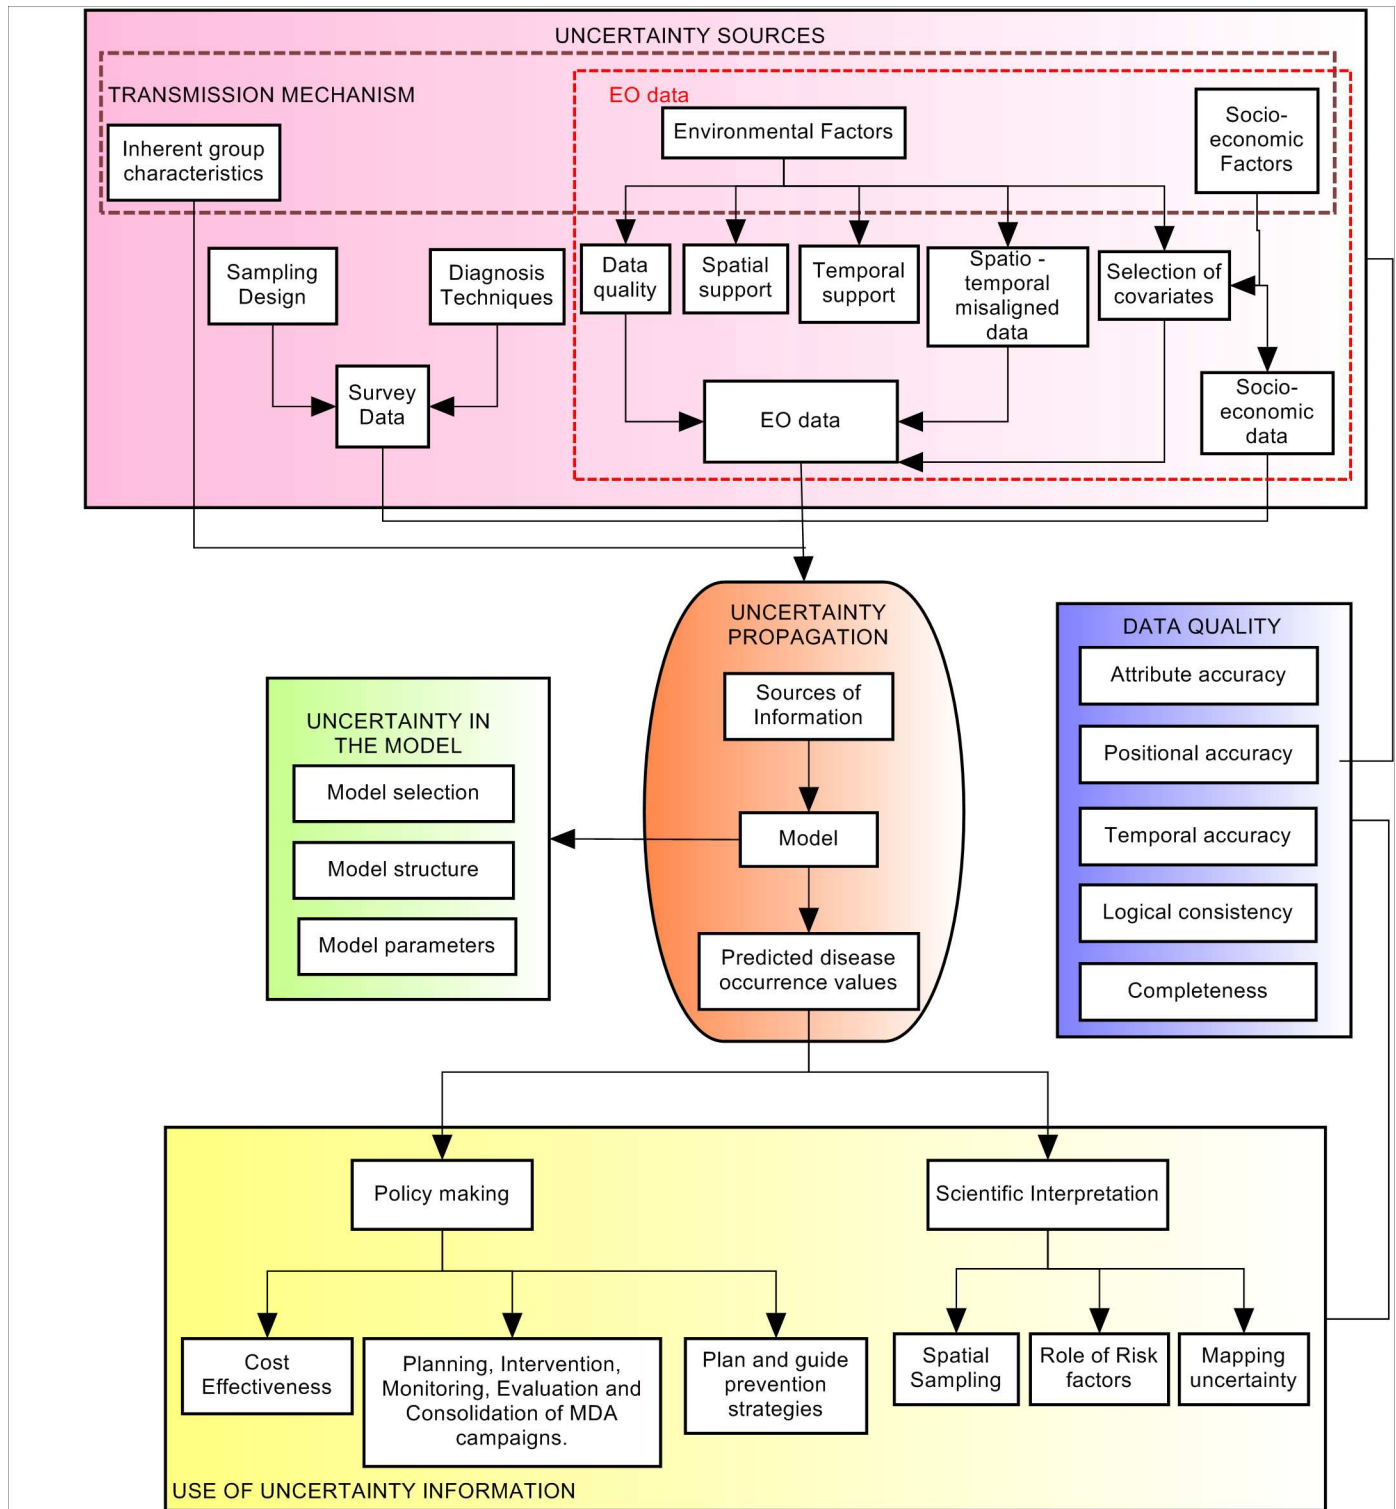 UNCERTAINTY SOURCES
TRANSMISSION MECHANISM
EO data
Inherent group
characteristics
Environmental Factors
Socio-
economic
Factors
Sampling
Design
Diagnosis
Techniques
Data
quality
Spatial
support
Temporal
support
Spatio -
temporal
misaligned
data
Selection of
covariates
Survey
Data
EO data
Socio-
economic
data
UNCERTAINTY
PROPAGATION
Sources of
Information
Model
Predicted disease
occurrence values
UNCERTAINTY IN
THE MODEL
Model selection
Model structure
Model parameters
DATA QUALITY
Attribute accuracy
Positional accuracy
Temporal accuracy
Logical consistency
Completeness
Policy making
Scientific Interpretation
Cost
Effectiveness
Planning, Intervention,
Monitoring, Evaluation and
Consolidation of MDA
campaigns.
Plan and guide
prevention
strategies
Spatial
Sampling
Role of Risk
factors
Mapping
uncertainty
USE OF UNCERTAINTY INFORMATION